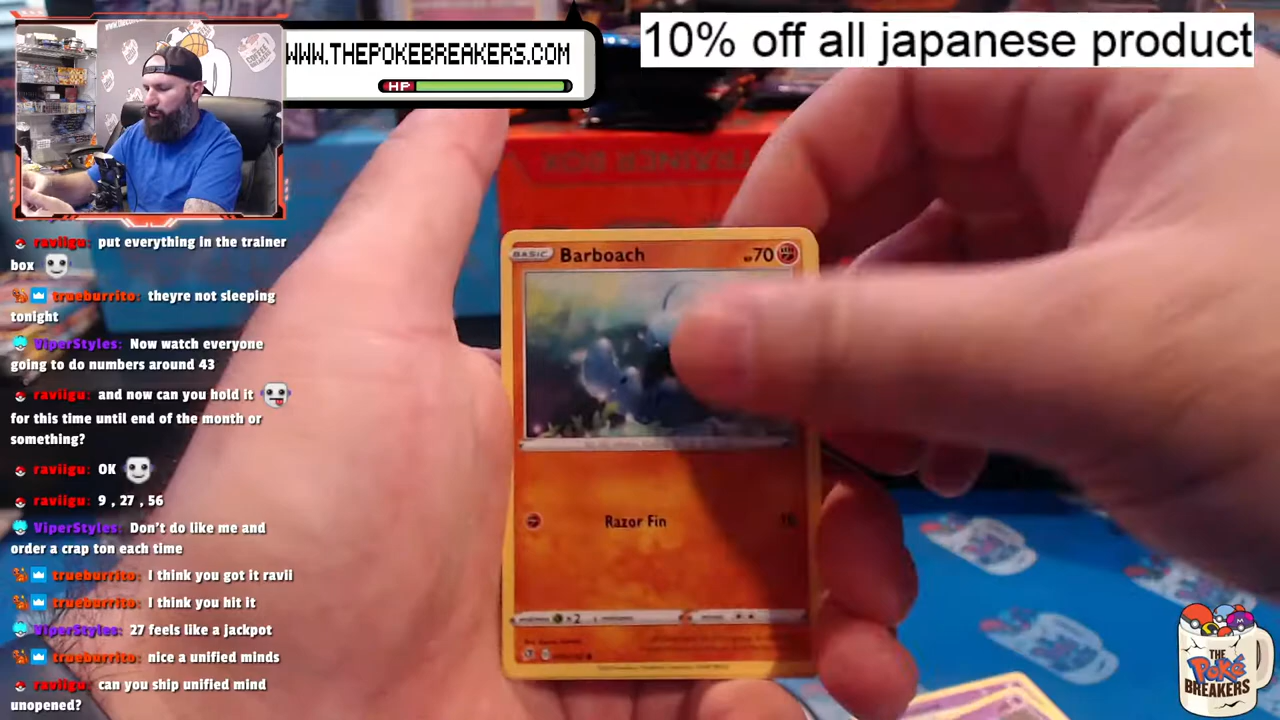 WWW.THEPOKEBREAKERS.COM
HP
10% off all japanese product
TRAINER BOX
raviigu: put everything in the trainer
box
trueburrito: theyre not sleeping
tonight
ViperStyles: Now watch everyone
going to do numbers around 43
raviigu: and now can you hold it
for this time until end of the month or
something?
raviigu: OK
raviigu: 9 , 27 , 56
ViperStyles: Don't do like me and
order a crap ton each time
trueburrito: I think you got it ravii
trueburrito: I think you hit it
ViperStyles: 27 feels like a jackpot
trueburrito: nice a unified minds
raviigu: can you ship unified mind
unopened?
BASIC Barboach HP 70
Razor Fin 10
x2
THE
Poké
BREAKERS